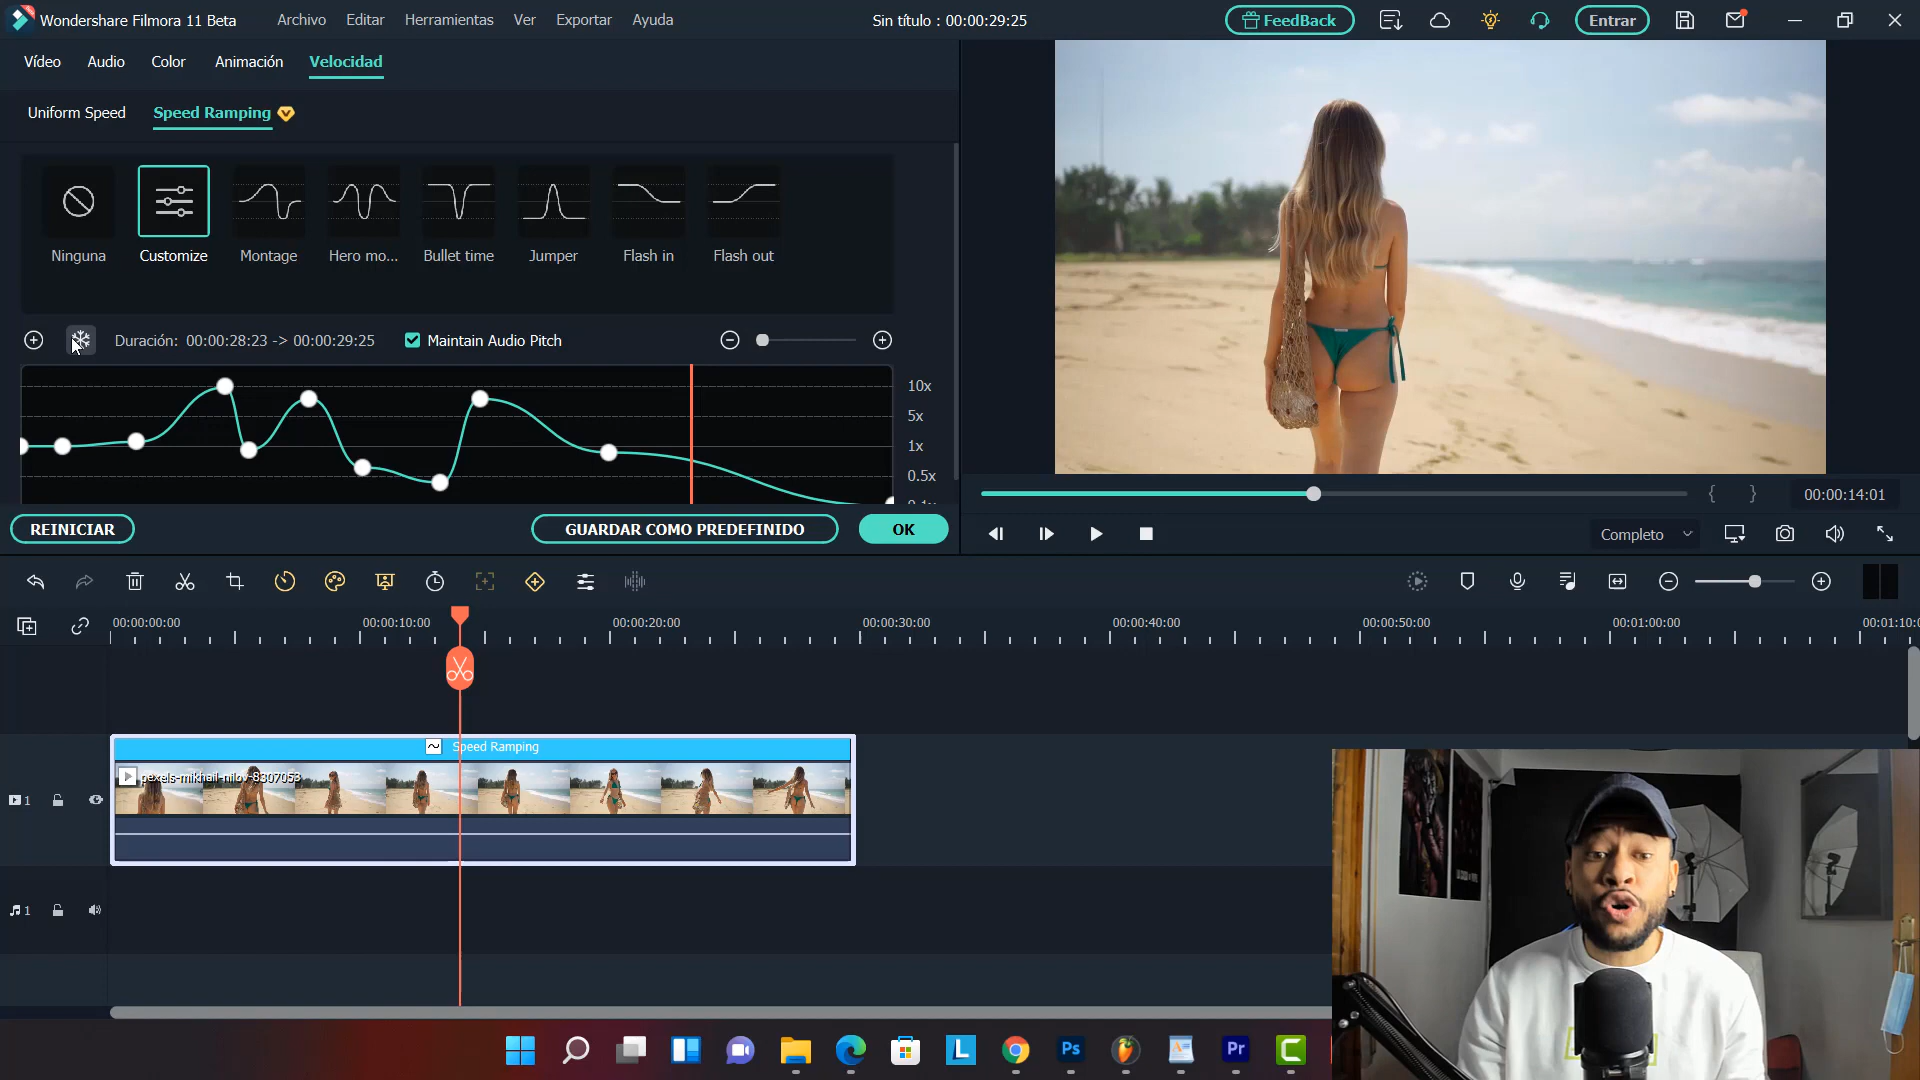 Wondershare Filmora 11 Beta
Archivo
Editar
Herramientas
Ver
Exportar
Ayuda
Sin título : 00:00:29:25
FeedBack
Entrar
Vídeo
Audio
Color
Animación
Velocidad
Uniform Speed
Speed Ramping
Ninguna
Customize
Montage
Hero mo...
Bullet time
Jumper
Flash in
Flash out
Duración: 00:00:28:23 -> 00:00:29:25
Maintain Audio Pitch
10x
5x
1x
0.5x
REINICIAR
GUARDAR COMO PREDEFINIDO
OK
{ }
00:00:14:01
Completo
00:00:00:00
00:00:10:00
00:00:20:00
00:00:30:00
00:00:40:00
00:00:50:00
00:01:00:00
00:01:10:0
Speed Ramping
pexels-mikhail-nilov-8307053
1
1
L
Ps
Pr
C